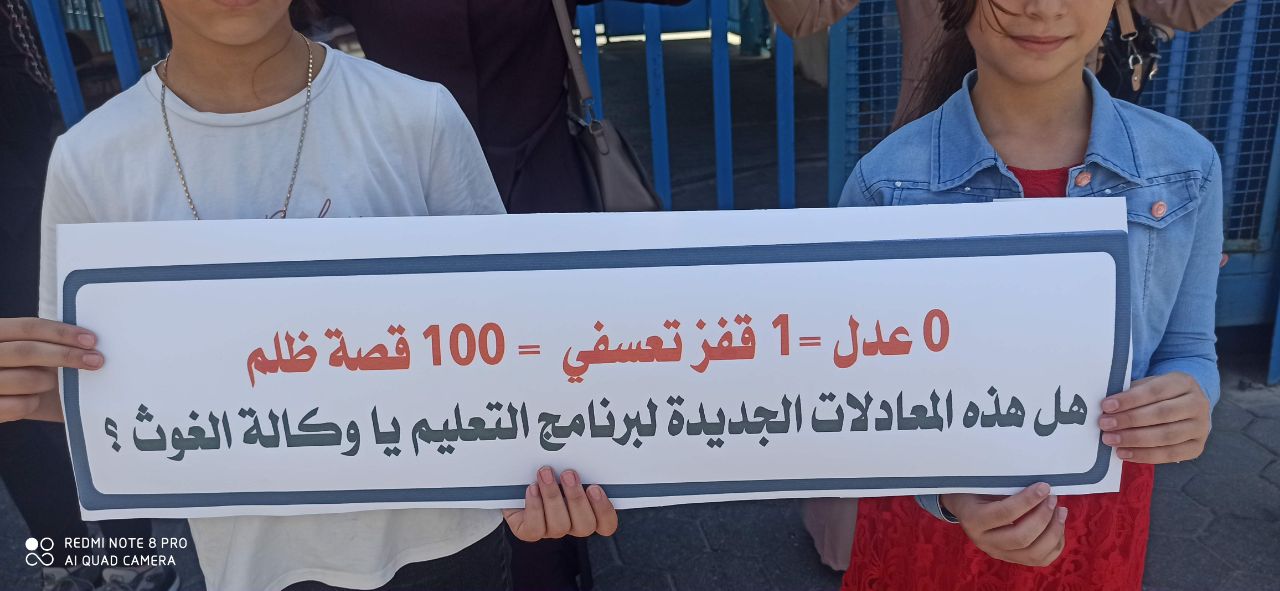 0 عدل =1 قفز تعسفي = 100 قصة ظلم
هل هذه المعادلات الجديدة لبرنامج التعليم يا وكالة الغوث ؟
REDMI NOTE 8 PRO
AI QUAD CAMERA